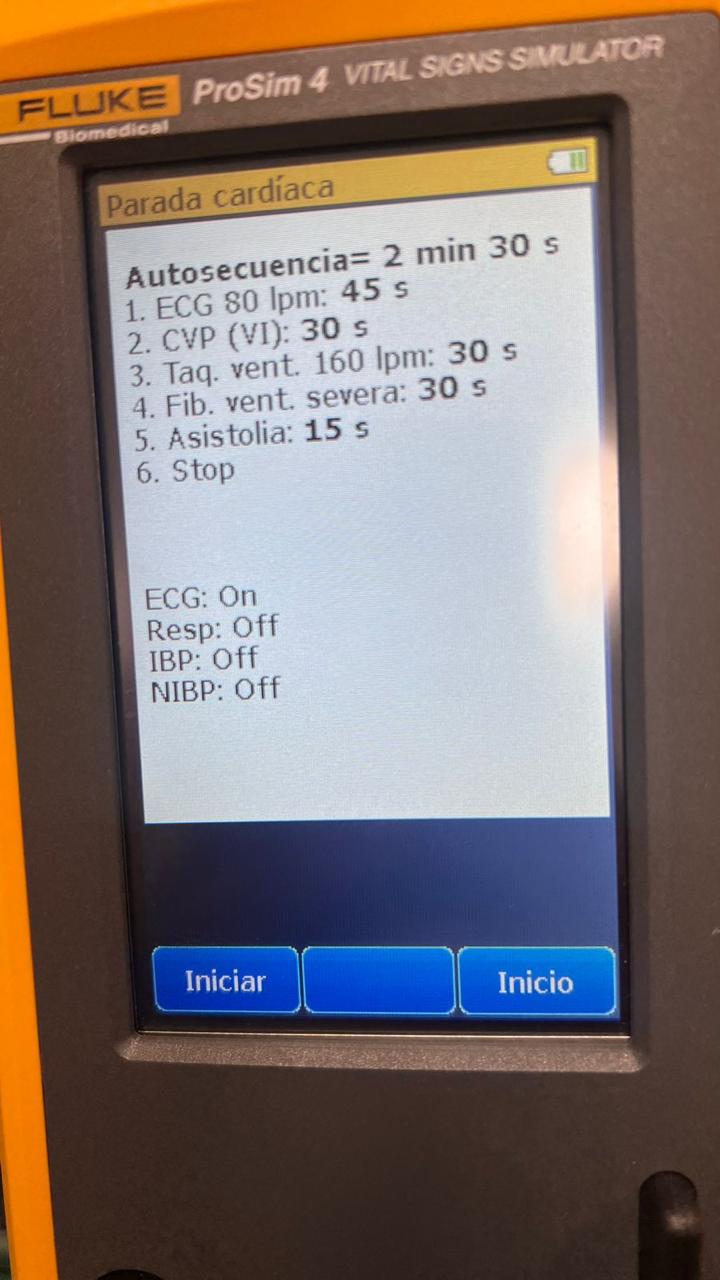 FLUKE ProSim 4 VITAL SIGNS SIMULATOR
Biomedical
Parada cardíaca
Autosecuencia= 2 min 30 s
1. ECG 80 lpm: 45 s
2. CVP (VI): 30 s
3. Taq. vent. 160 lpm: 30 s
4. Fib. vent. severa: 30 s
5. Asistolia: 15 s
6. Stop
ECG: On
Resp: Off
IBP: Off
NIBP: Off
Iniciar
Inicio